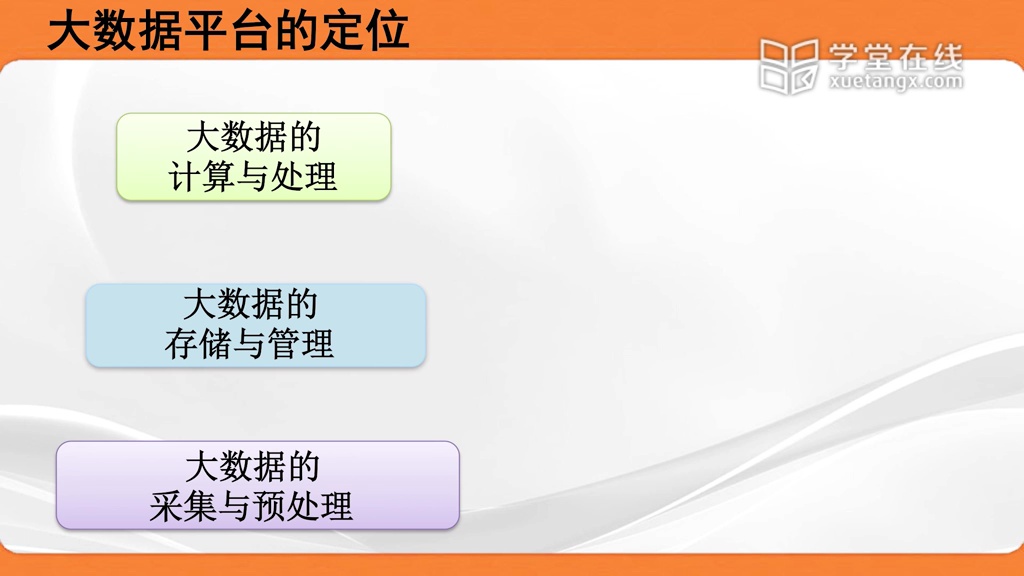 大数据平台的定位
学堂在线
xuetangx.com
大数据的
计算与处理
大数据的
存储与管理
大数据的
采集与预处理